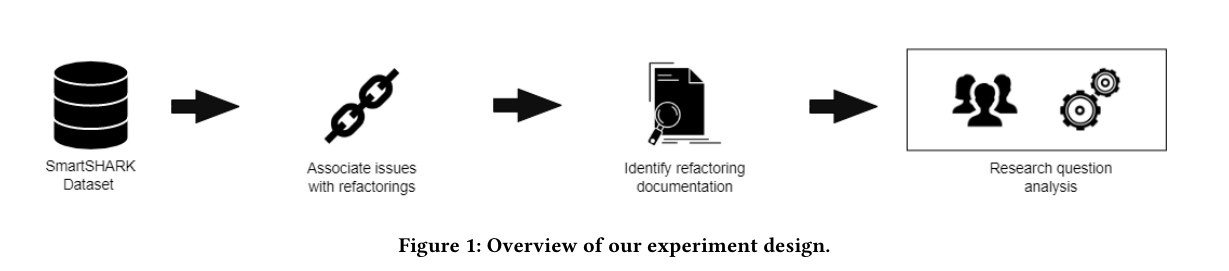 SmartSHARK
Dataset
Associate issues
with refactorings
Identify refactoring
documentation
Research question
analysis
Figure 1: Overview of our experiment design.